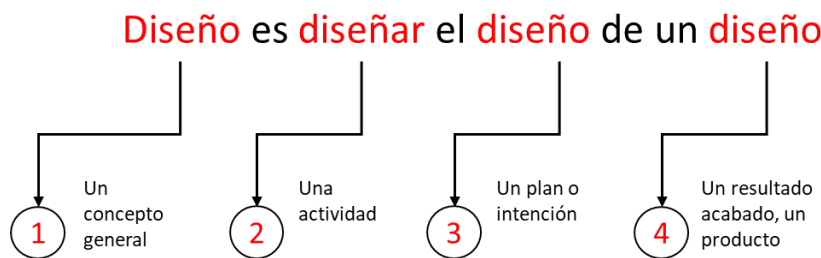 Diseño es diseñar el diseño de un diseño
1
Un
concepto
general
2
Una
actividad
3
Un plan o
intención
4
Un resultado
acabado, un
producto